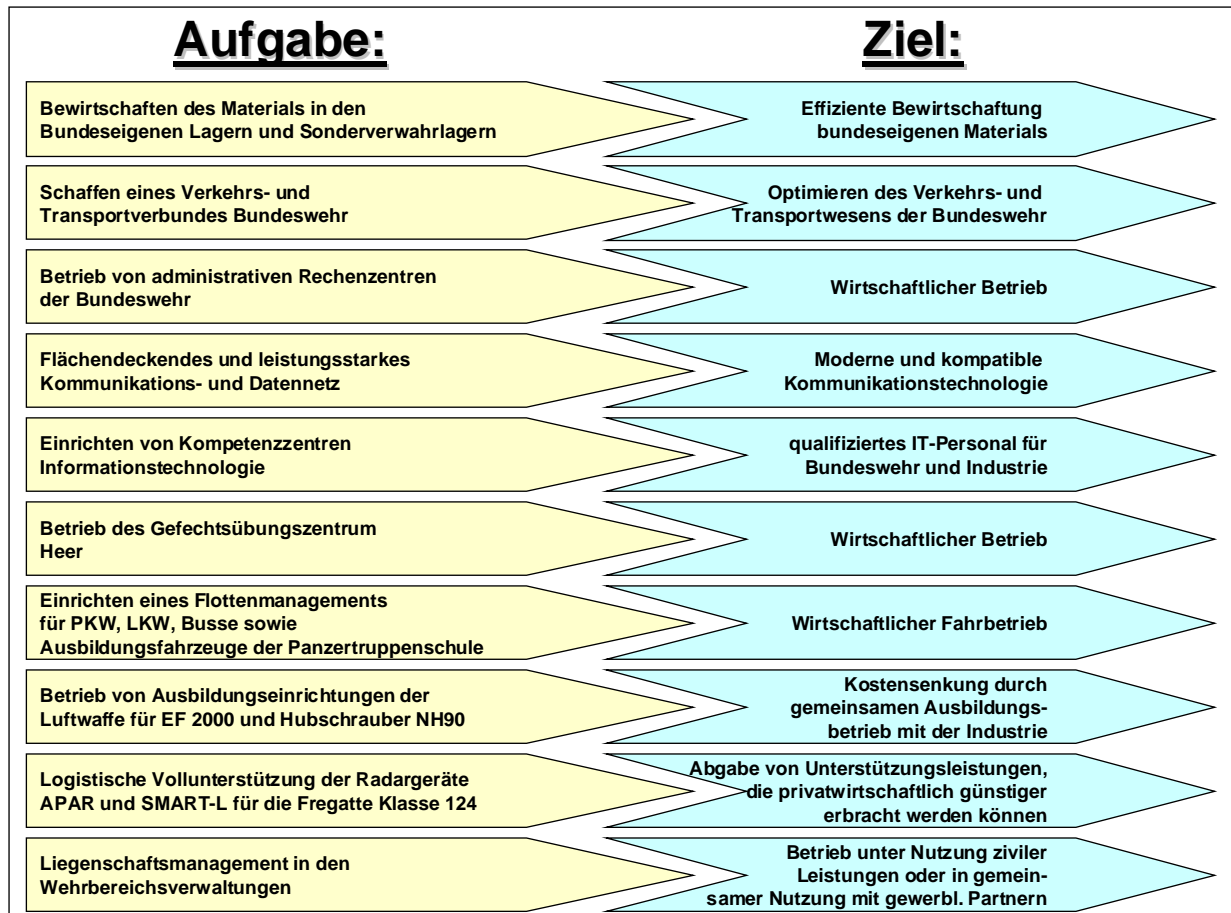 Aufgabe:
Ziel:
Bewirtschaften des Materials in den
Bundeseigenen Lagern und Sonderverwahrlagern
Effiziente Bewirtschaftung
bundeseigenen Materials
Schaffen eines Verkehrs- und
Transportverbundes Bundeswehr
Optimieren des Verkehrs- und
Transportwesens der Bundeswehr
Betrieb von administrativen Rechenzentren
der Bundeswehr
Wirtschaftlicher Betrieb
Flächendeckendes und leistungsstarkes
Kommunikations- und Datennetz
Moderne und kompatible
Kommunikationstechnologie
Einrichten von Kompetenzzentren
Informationstechnologie
qualifiziertes IT-Personal für
Bundeswehr und Industrie
Betrieb des Gefechtsübungszentrum
Heer
Wirtschaftlicher Betrieb
Einrichten eines Flottenmanagements
für PKW, LKW, Busse sowie
Ausbildungsfahrzeuge der Panzertruppenschule
Wirtschaftlicher Fahrbetrieb
Betrieb von Ausbildungseinrichtungen der
Luftwaffe für EF 2000 und Hubschrauber NH90
Kostensenkung durch
gemeinsamen Ausbildungs-
betrieb mit der Industrie
Logistische Vollunterstützung der Radargeräte
APAR und SMART-L für die Fregatte Klasse 124
Abgabe von Unterstützungsleistungen,
die privatwirtschaftlich günstiger
erbracht werden können
Liegenschaftsmanagement in den
Wehrbereichsverwaltungen
Betrieb unter Nutzung ziviler
Leistungen oder in gemein-
samer Nutzung mit gewerbl. Partnern